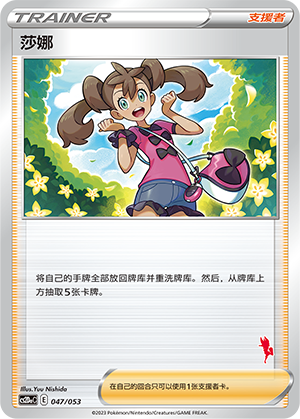 TRAINER 支援者
莎娜
将自己的手牌全部放回牌库并重洗牌库。然后，从牌库上
方抽取5张卡牌。
Illus.Yuu Nishida
E 047/053
在自己的回合只可以使用1张支援者卡。
©2023 Pokémon/Nintendo/Creatures/GAME FREAK.